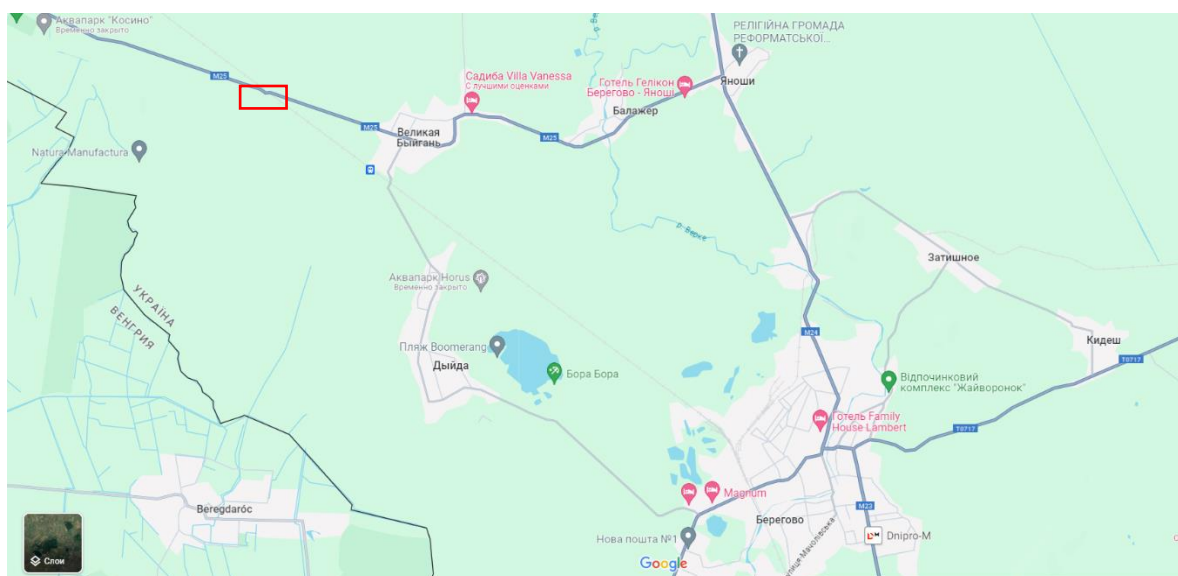 Аквапарк "Косино"
Временно закрыто
РЕЛІГІЙНА ГРОМАДА
РЕФОРМАТСЬКОЇ...
M25
Садиба Villa Vanessa
С лучшими оценками
Готель Гелікон
Берегово - Яноші
Яноши
Балажер
M25
Великая
Быйгань
M25
Natura Manufactura
р. Верке
Затишное
Аквапарк Horus
Временно закрыто
УКРАЇНА
ВЕНГРИЯ
M24
Кидеш
T0717
Пляж Boomerang
Дыйда
Бора Бора
Відпочинковий
комплекс "Жайворонок"
Готель Family
House Lambert
T0717
Magnum
Beregdaróc
Берегово
M23
Нова пошта №1
Dnipro-M
Слои
Google